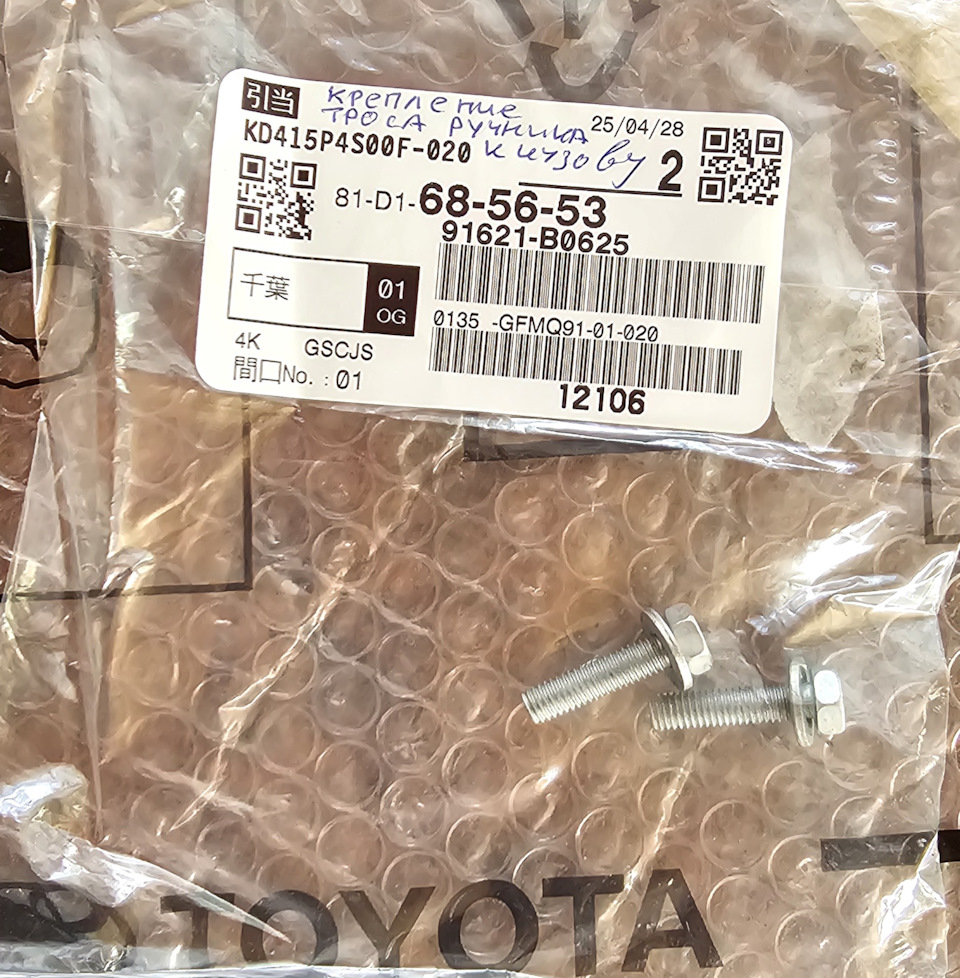 引当
крепление
троса ручника
к кузову
25/04/28
KD415P4S00F-020
2
81-D1-68-56-53
91621-B0625
千葉
01
OG
0135 -GFMQ91-01-020
4K GSCJS
間口No. : 01
12106
TOYOTA